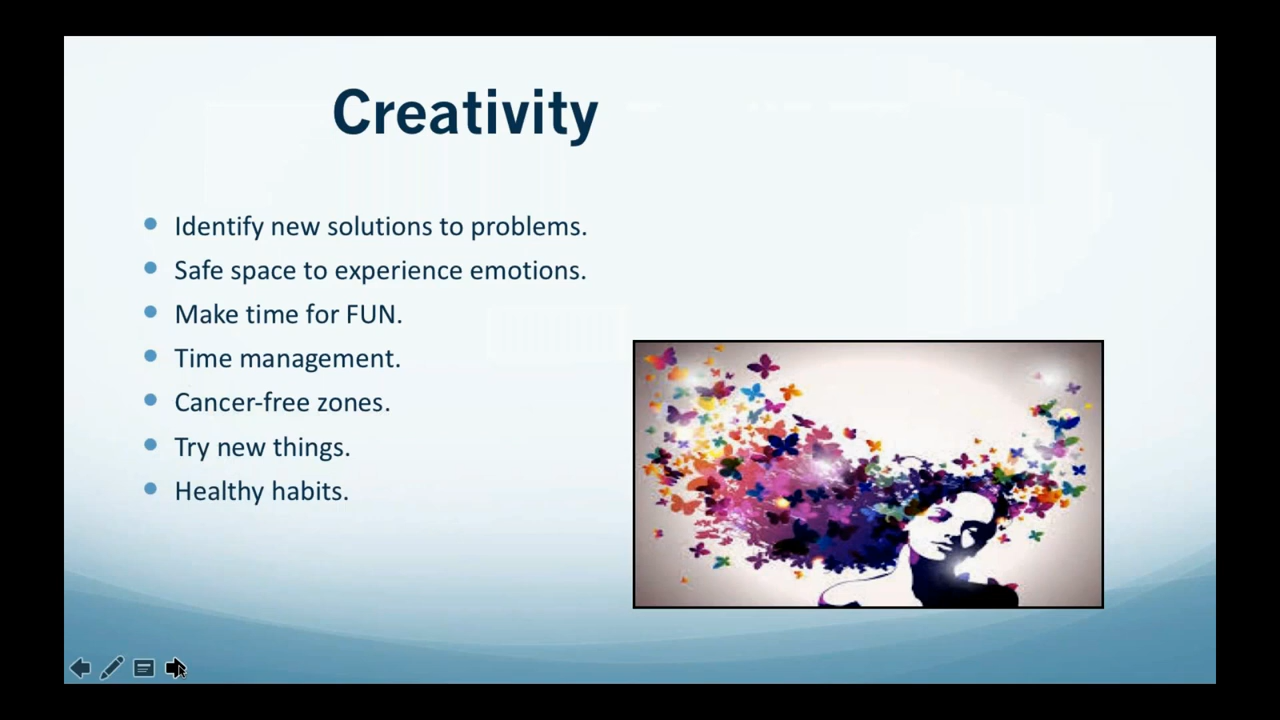 Creativity
Identify new solutions to problems.
Safe space to experience emotions.
Make time for FUN.
Time management.
Cancer-free zones.
Try new things.
Healthy habits.